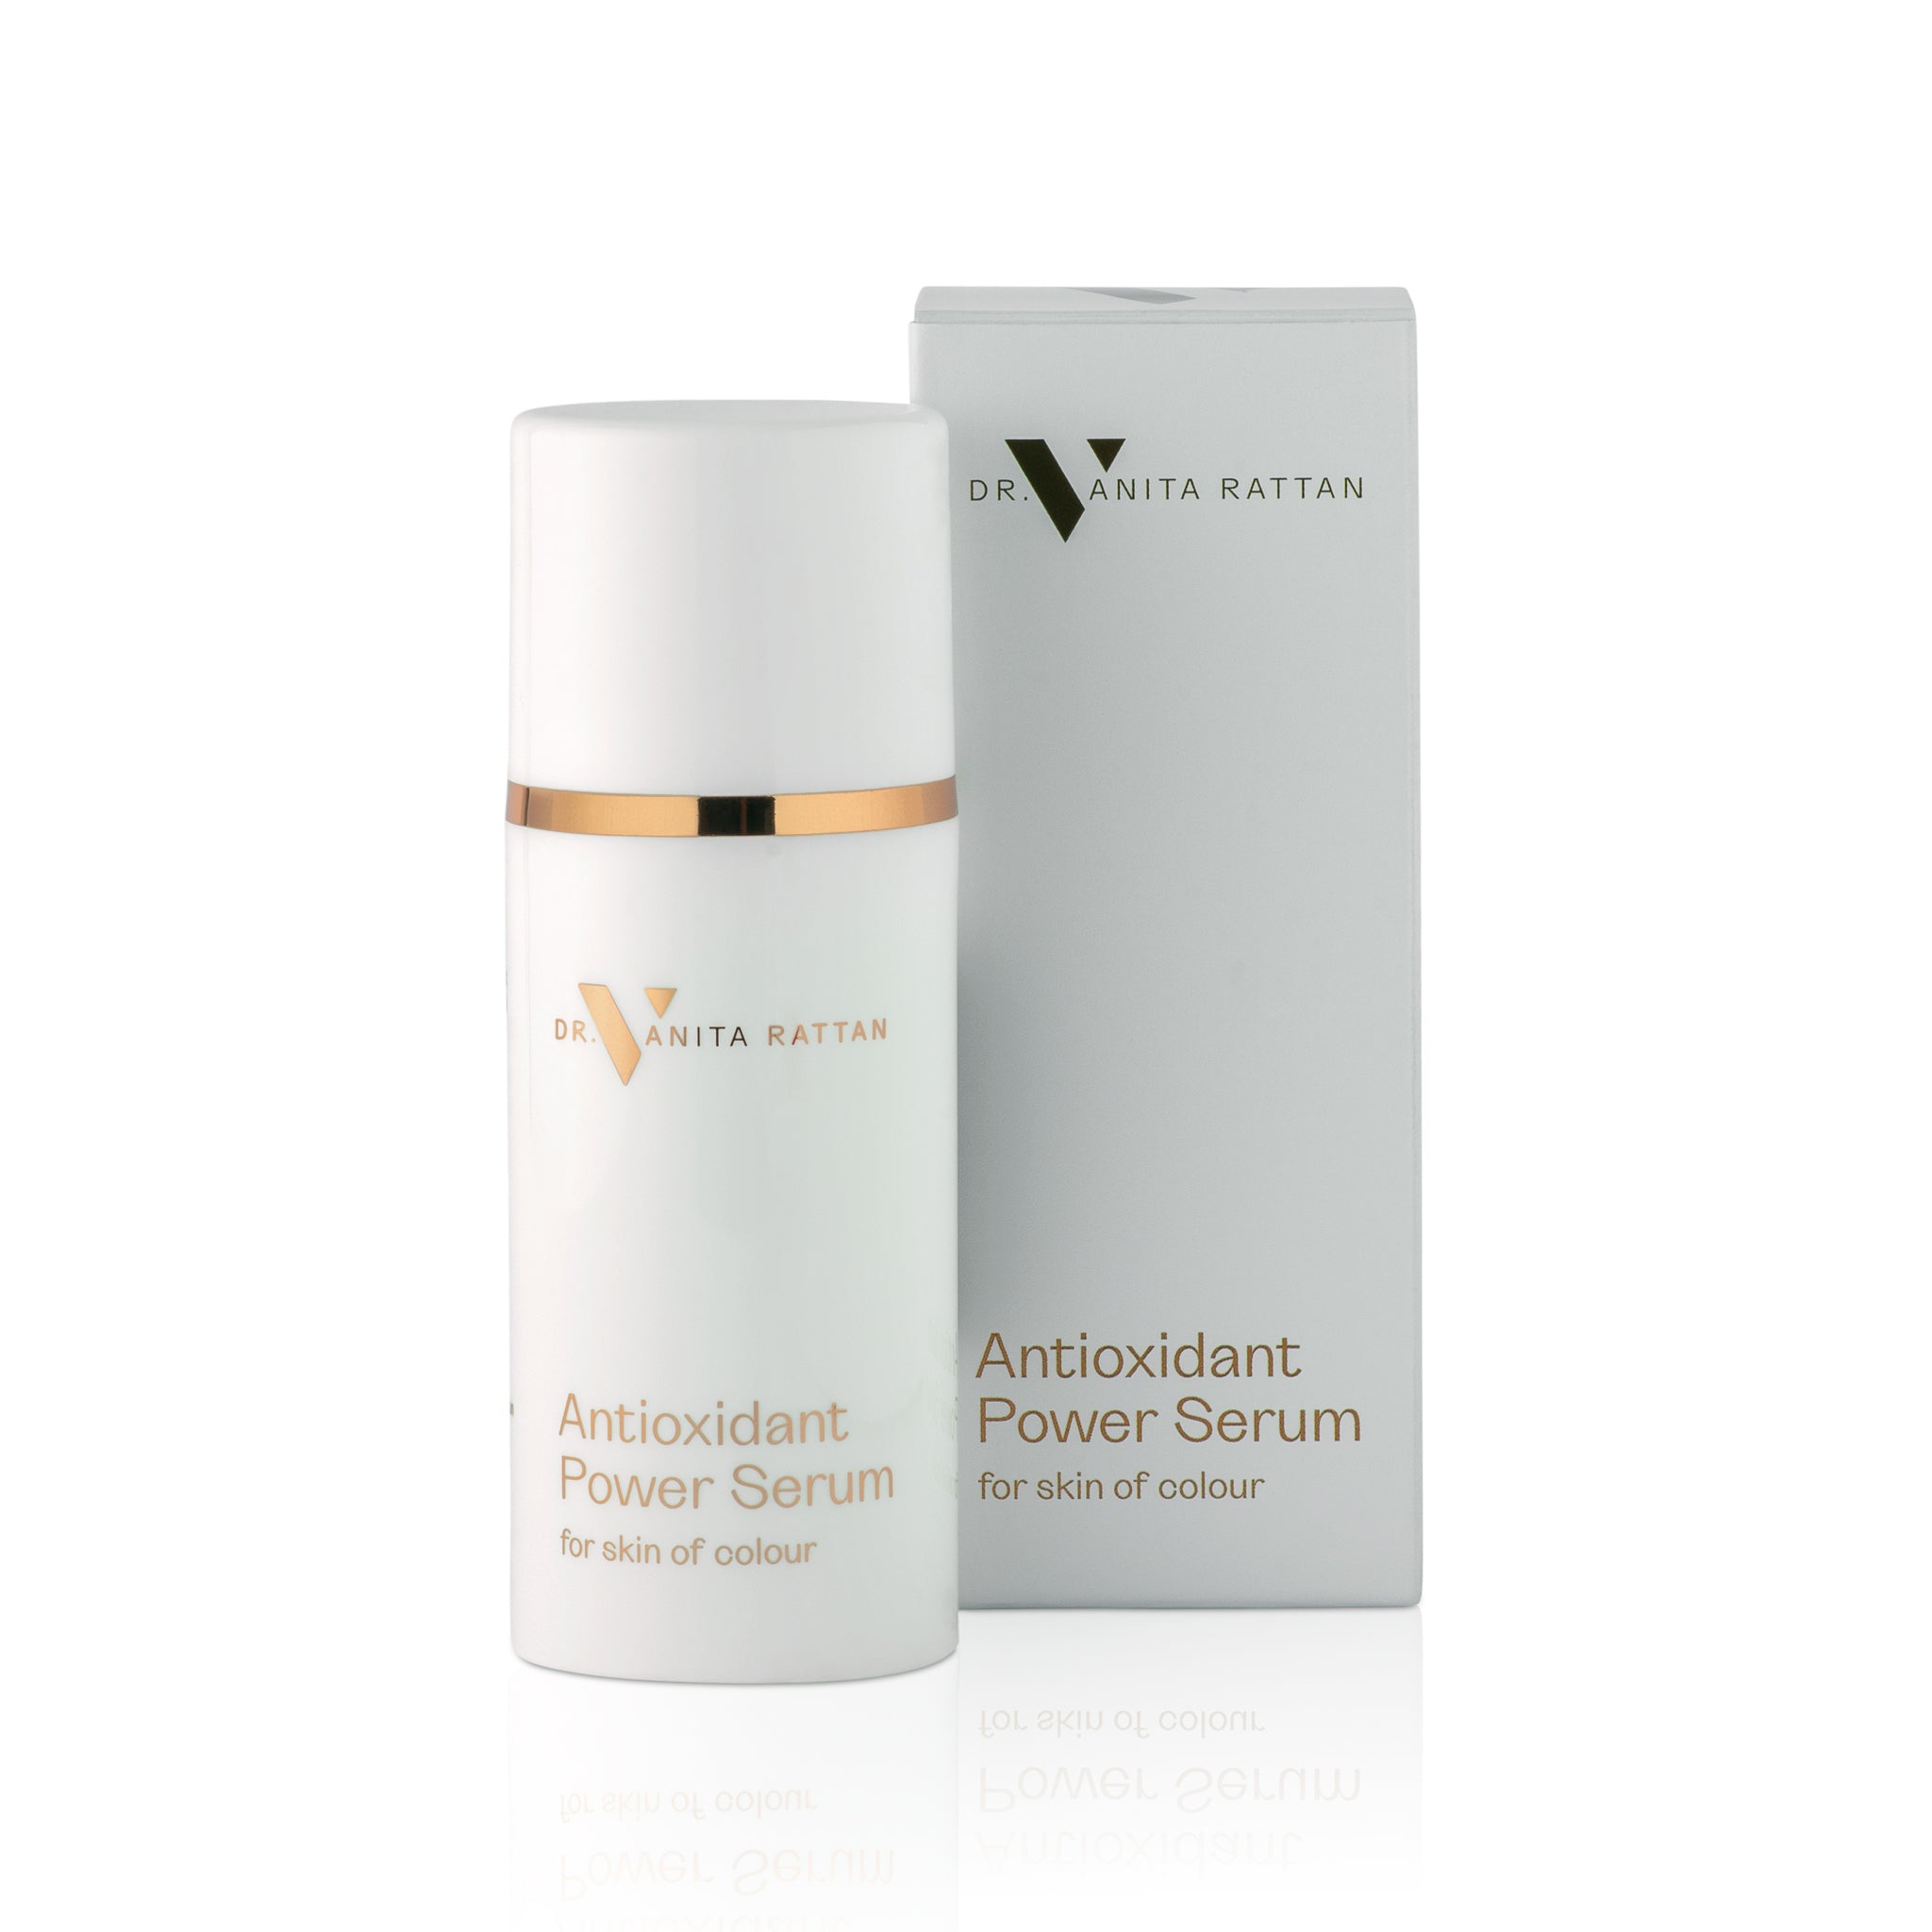 DR. VANITA RATTAN
Antioxidant
Power Serum
for skin of colour
DR. VANITA RATTAN
Antioxidant
Power Serum
for skin of colour